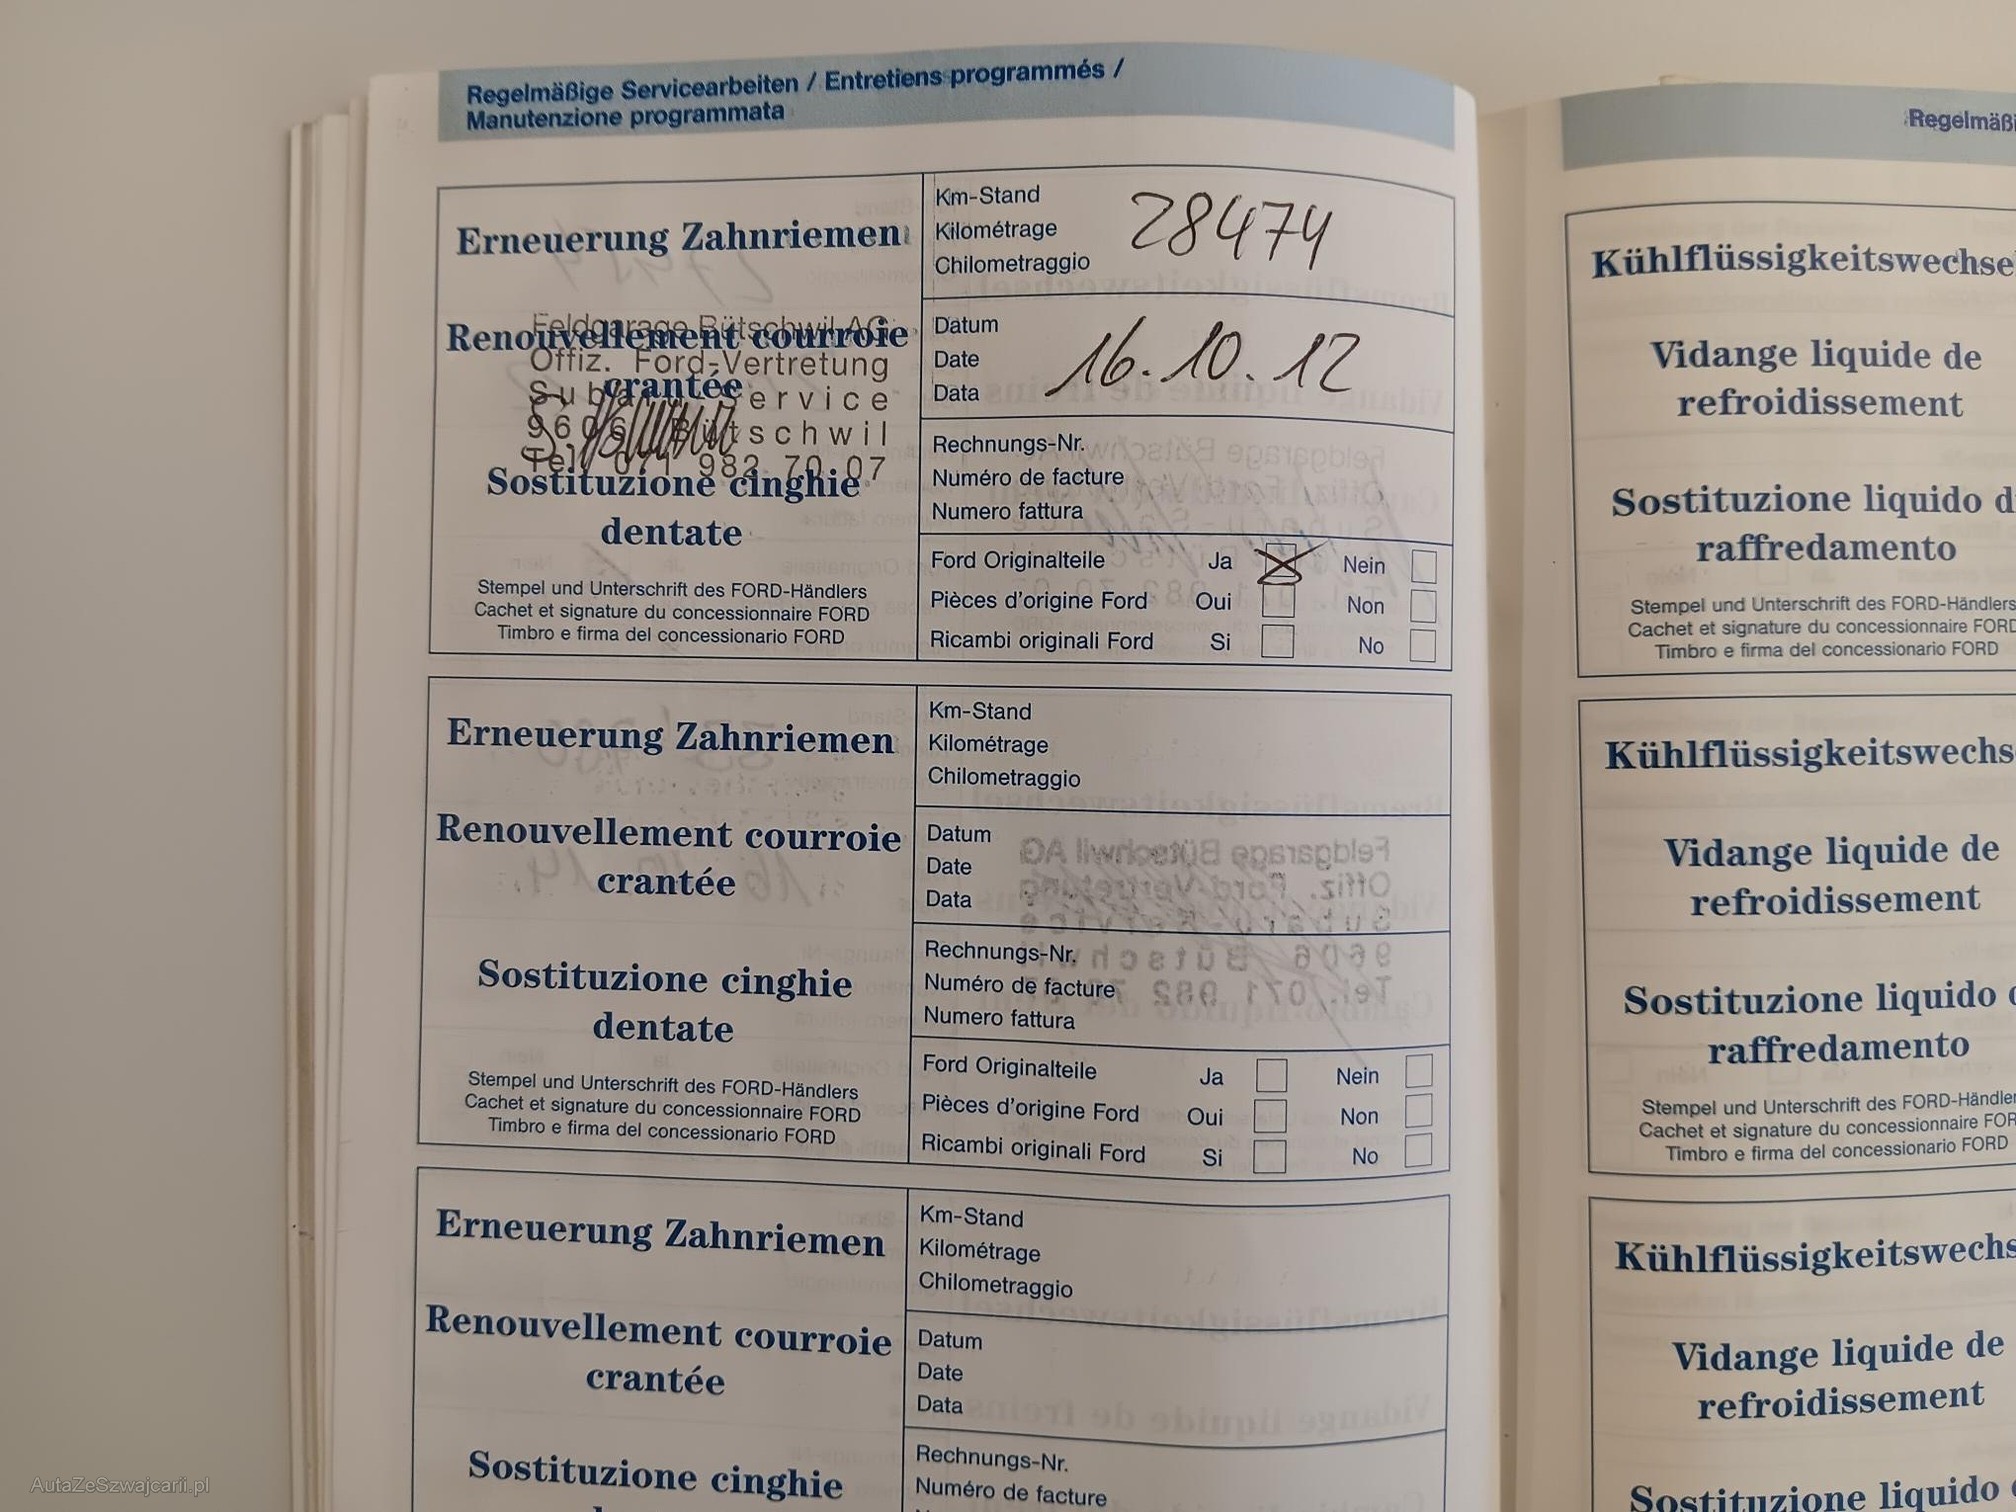 Regelmäßige Servicearbeiten / Entretiens programmés /
Manutenzione programmata
Erneuerung Zahnriemen
Renouvellement courroie
crantée
Sostituzione cinghie
dentate
Feldgarage Bütschwil AG
Offiz. Ford-Vertretung
Subaru-Service
9606 Bütschwil
Tel. 071 982 70 07
Stempel und Unterschrift des FORD-Händlers
Cachet et signature du concessionnaire FORD
Timbro e firma del concessionario FORD
Km-Stand
Kilométrage
Chilometraggio
28474
Datum
Date
Data
16.10.12
Rechnungs-Nr.
Numéro de facture
Numero fattura
Ford Originalteile Ja Nein
Pièces d'origine Ford Oui Non
Ricambi originali Ford Si No
Erneuerung Zahnriemen
Renouvellement courroie
crantée
Sostituzione cinghie
dentate
Stempel und Unterschrift des FORD-Händlers
Cachet et signature du concessionnaire FORD
Timbro e firma del concessionario FORD
Km-Stand
Kilométrage
Chilometraggio
Datum
Date
Data
Rechnungs-Nr.
Numéro de facture
Numero fattura
Ford Originalteile Ja Nein
Pièces d'origine Ford Oui Non
Ricambi originali Ford Si No
Erneuerung Zahnriemen
Renouvellement courroie
crantée
Sostituzione cinghie
Km-Stand
Kilométrage
Chilometraggio
Datum
Date
Data
Rechnungs-Nr.
Numéro de facture
Regelmäßi
Kühlflüssigkeitswechse
Vidange liquide de
refroidissement
Sostituzione liquido d
raffredamento
Stempel und Unterschrift des FORD-Händlers
Cachet et signature du concessionnaire FORD
Timbro e firma del concessionario FORD
Kühlflüssigkeitswechs
Vidange liquide de
refroidissement
Sostituzione liquido
raffredamento
Stempel und Unterschrift des FORD-Händler
Cachet et signature du concessionnaire FOR
Timbro e firma del concessionario FORD
Kühlflüssigkeitswechs
Vidange liquide de
refroidissement
Sostituzione liquido
AutaZeSzwajcarii.pl